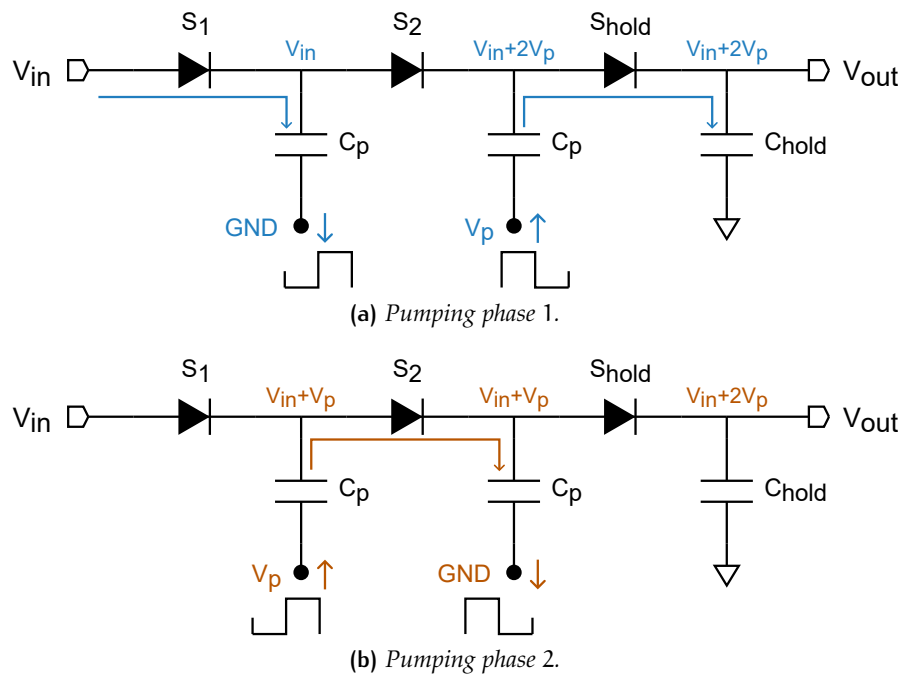 S1 S2 Shold
Vin Vin Vin+2Vp Vin+2Vp Vout
Cp Cp Chold
GND Vp
(a) Pumping phase 1.
S1 S2 Shold
Vin Vin+Vp Vin+Vp Vin+2Vp Vout
Cp Cp Chold
Vp GND
(b) Pumping phase 2.